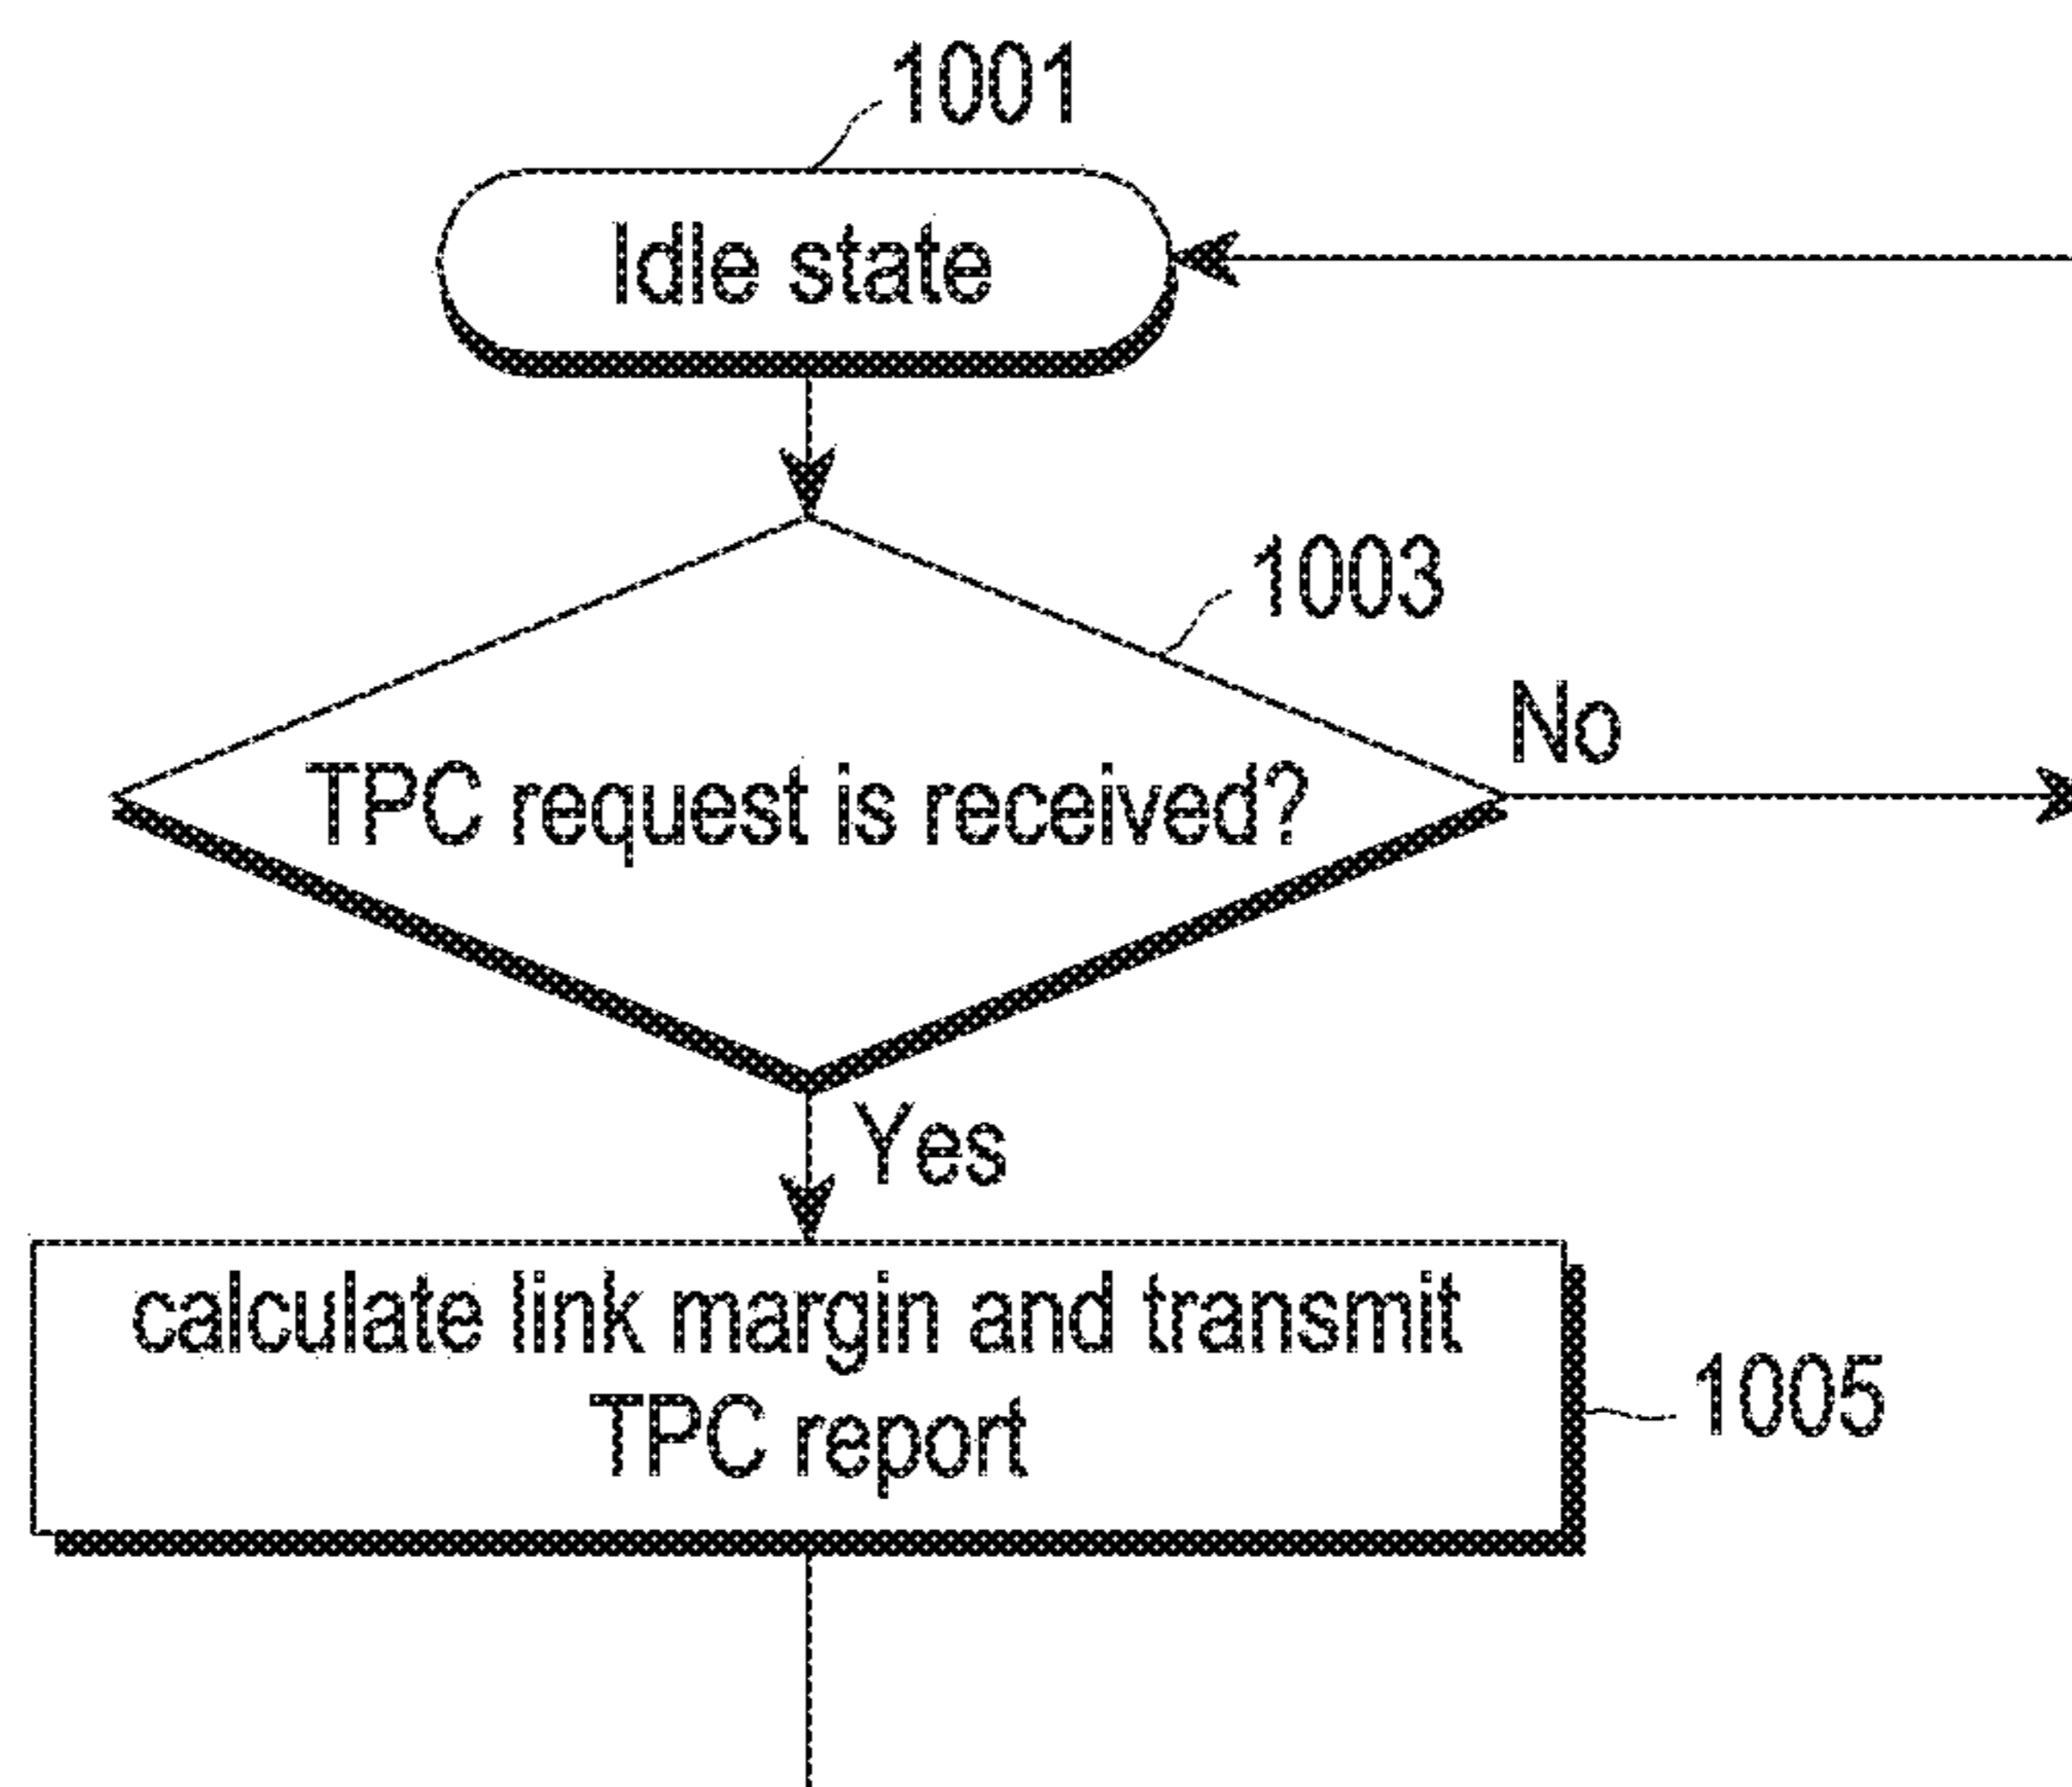 1001
Idle state
1003
No
TPC request is received?
Yes
calculate link margin and transmit
TPC report
1005